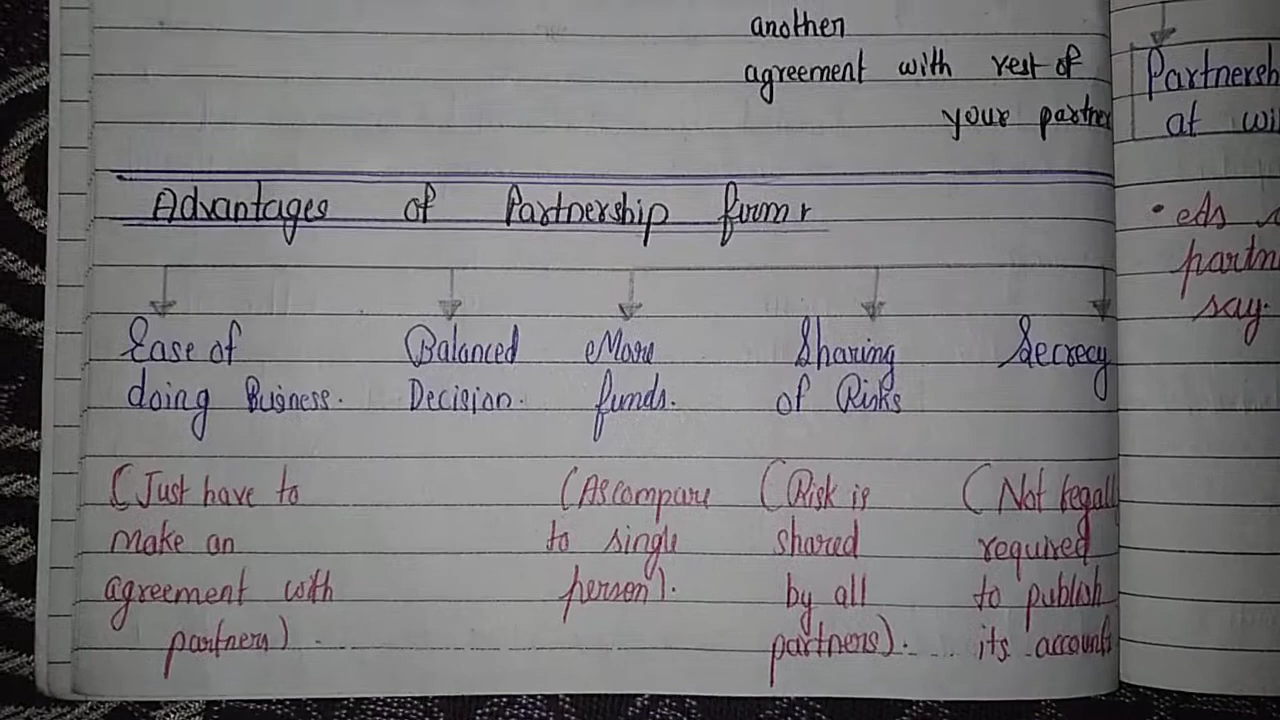 another
agreement with rest of
your partner
Advantages of Partnership firm
Ease of
doing Business.
Balanced
Decision.
More
funds.
Sharing
of Risks
Secrecy
(Just have to
make an
agreement with
partners)
(As compare
to single
person).
(Risk is
shared
by all
partners).
(Not legally
required
to publish
its accounts
Partnersh
at wi
• As
partn
say.